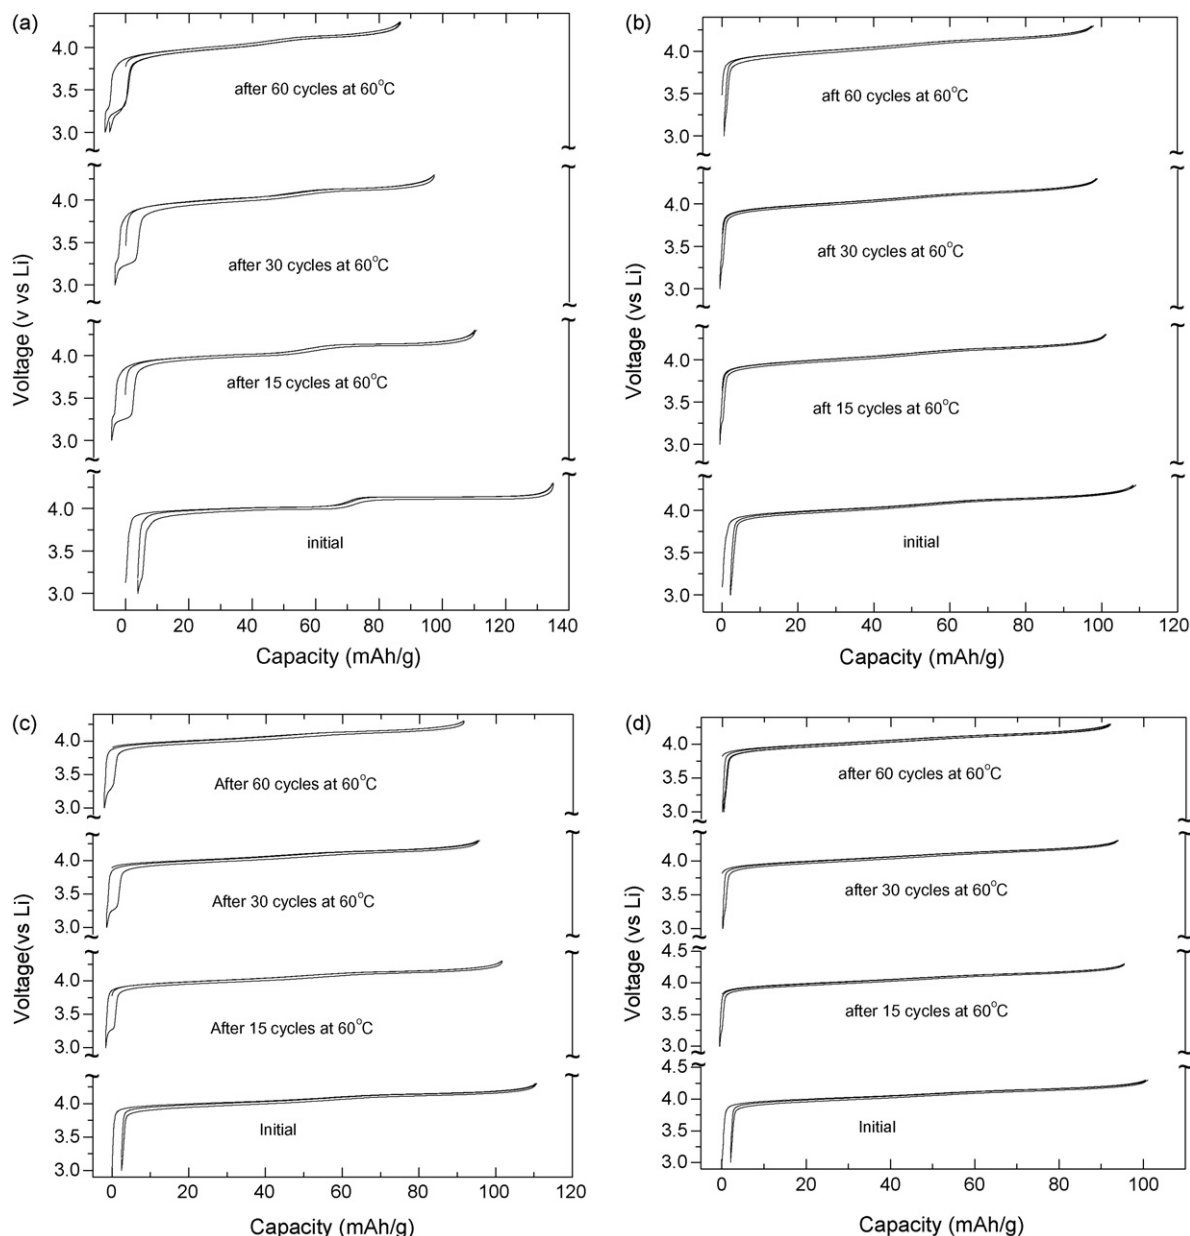 (a)
4.0
3.5
3.0
after 60 cycles at 60°C
4.0
3.5
3.0
after 30 cycles at 60°C
4.0
3.5
3.0
after 15 cycles at 60°C
4.0
3.5
3.0
initial
Voltage (v vs Li)
0 20 40 60 80 100 120 140
Capacity (mAh/g)
(b)
4.0
3.5
3.0
aft 60 cycles at 60°C
4.0
3.5
3.0
aft 30 cycles at 60°C
4.0
3.5
3.0
aft 15 cycles at 60°C
4.0
3.5
3.0
initial
Voltage (vs Li)
0 20 40 60 80 100 120
Capacity (mAh/g)
(c)
4.0
3.5
3.0
After 60 cycles at 60°C
4.0
3.5
3.0
After 30 cycles at 60°C
4.0
3.5
3.0
After 15 cycles at 60°C
4.0
3.5
3.0
Initial
Voltage(vs Li)
0 20 40 60 80 100 120
Capacity (mAh/g)
(d)
4.0
3.5
3.0
after 60 cycles at 60°C
4.0
3.5
3.0
after 30 cycles at 60°C
4.5
4.0
3.5
3.0
after 15 cycles at 60°C
4.5
4.0
3.5
3.0
Initial
Voltage (vs Li)
0 20 40 60 80 100
Capacity (mAh/g)